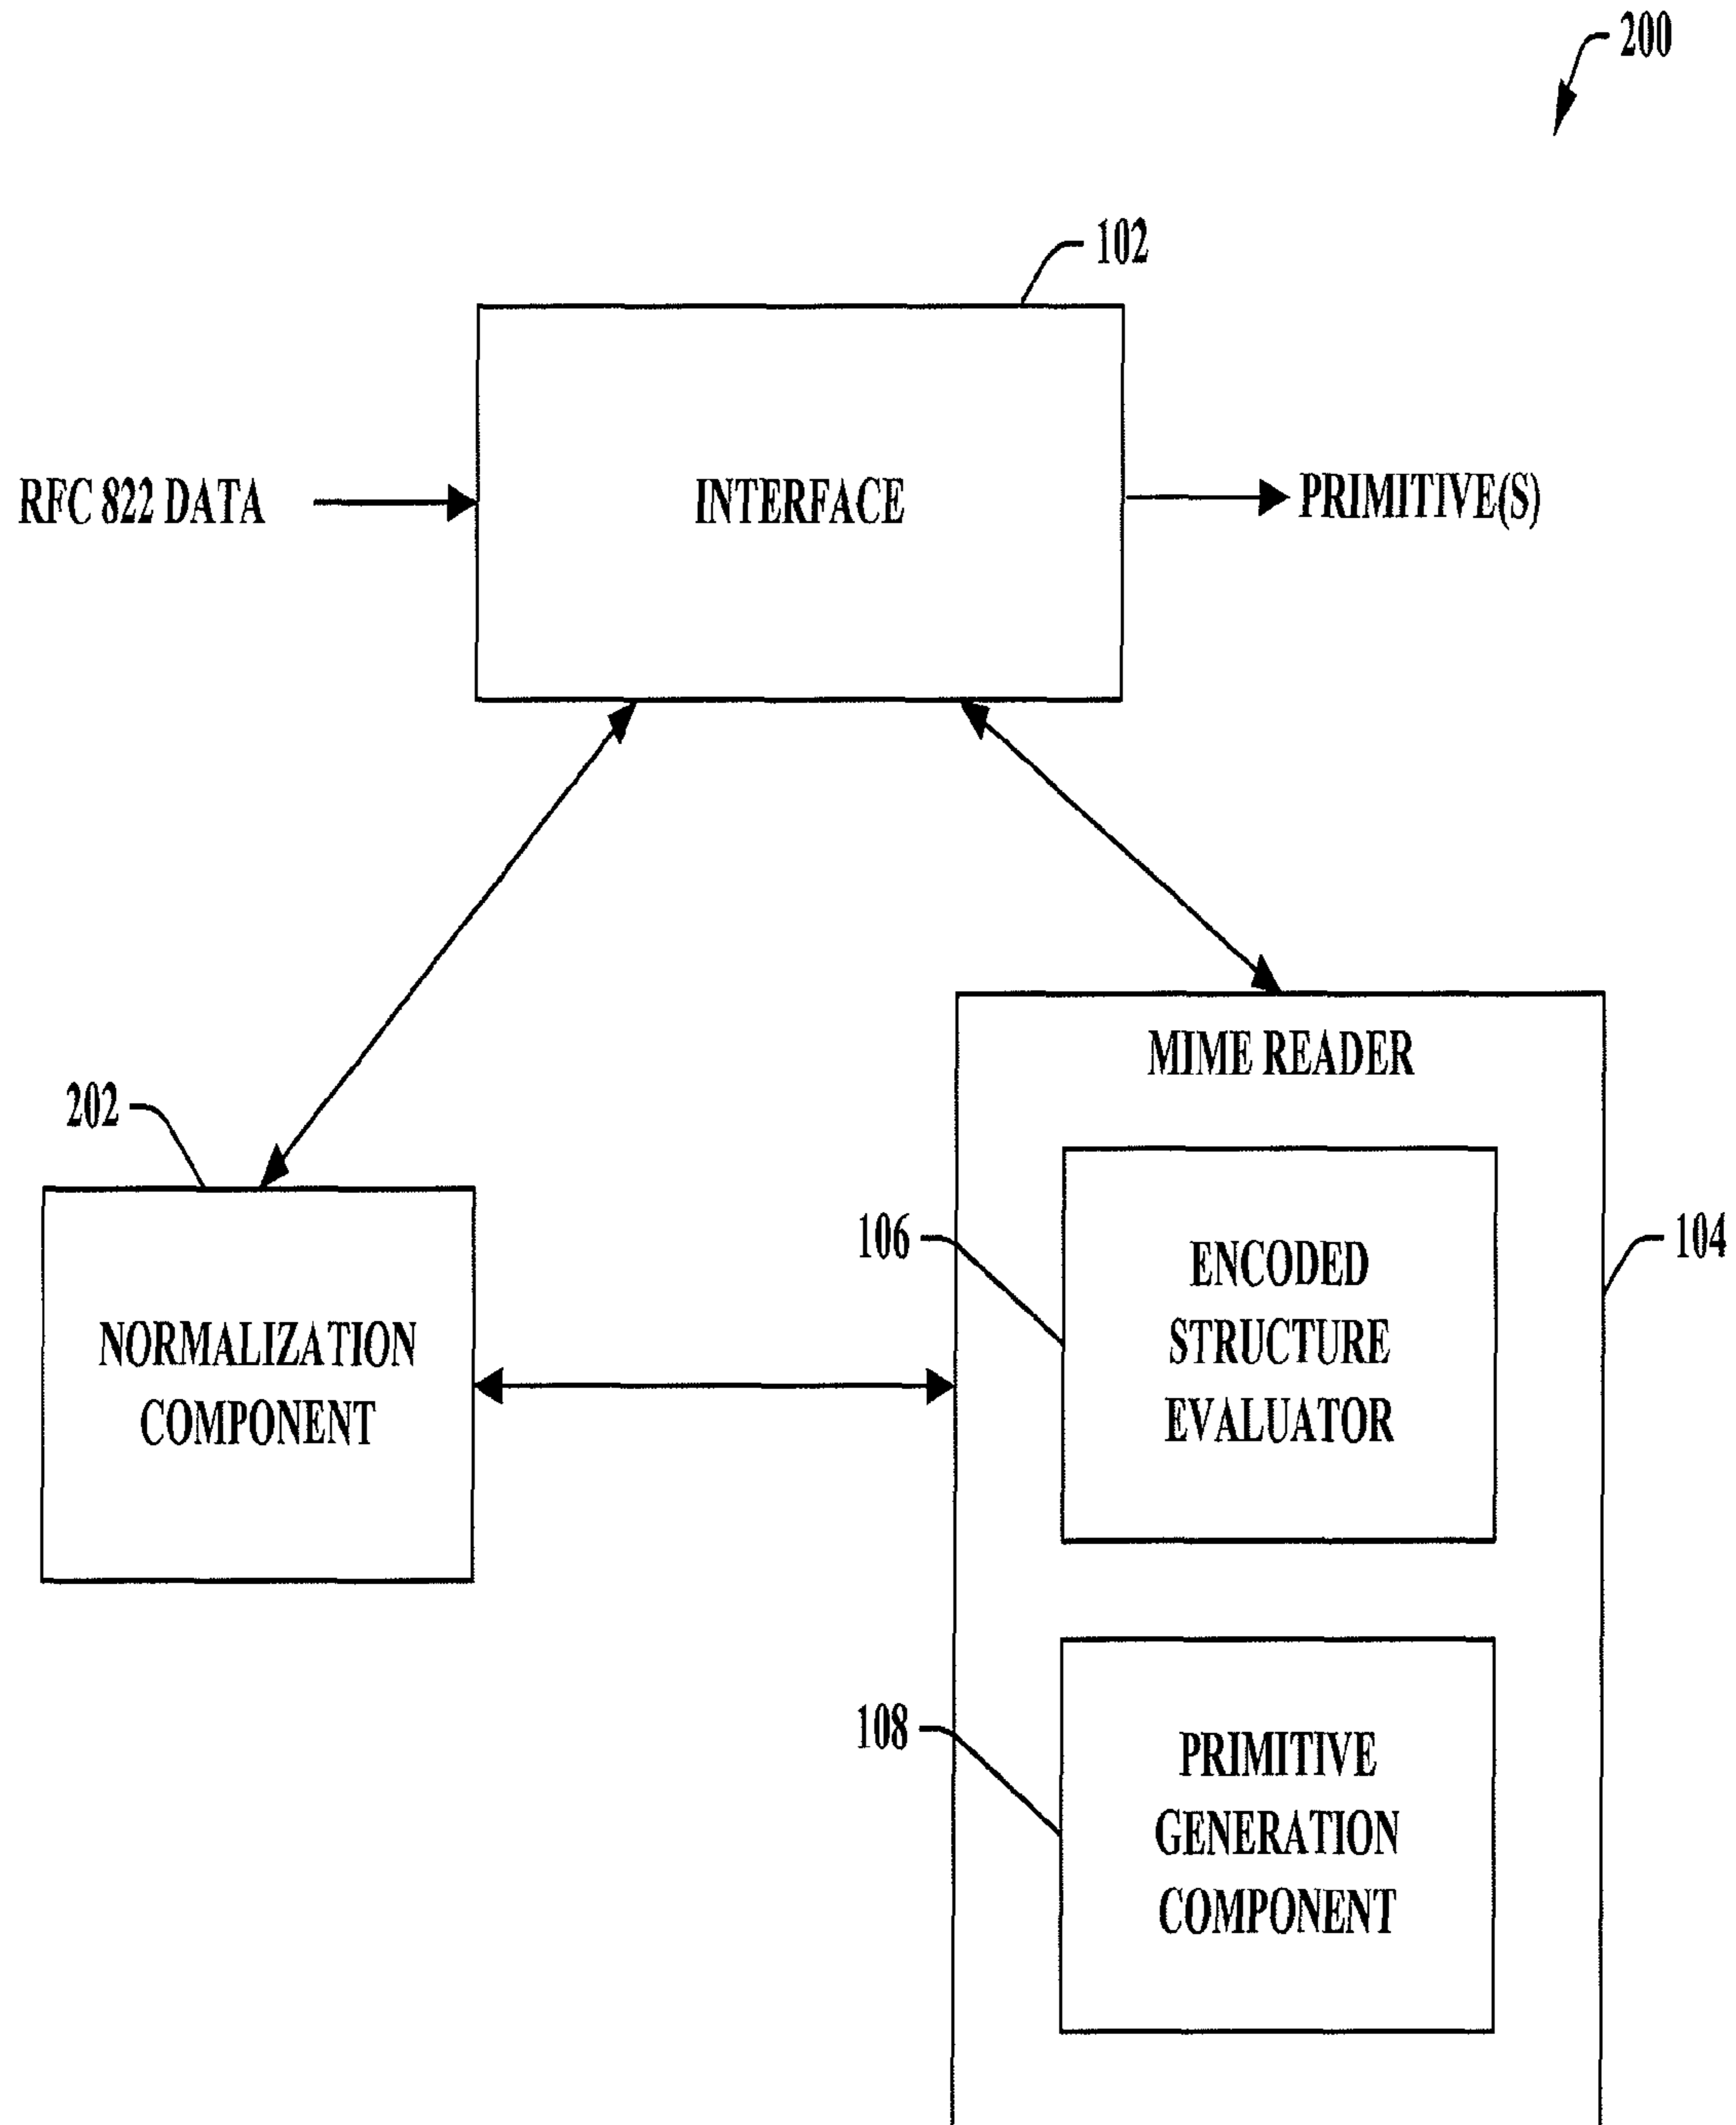 200
102
RFC 822 DATA
INTERFACE
PRIMITIVE(S)
MIME READER
202
106
ENCODED
STRUCTURE
EVALUATOR
104
NORMALIZATION
COMPONENT
108
PRIMITIVE
GENERATION
COMPONENT